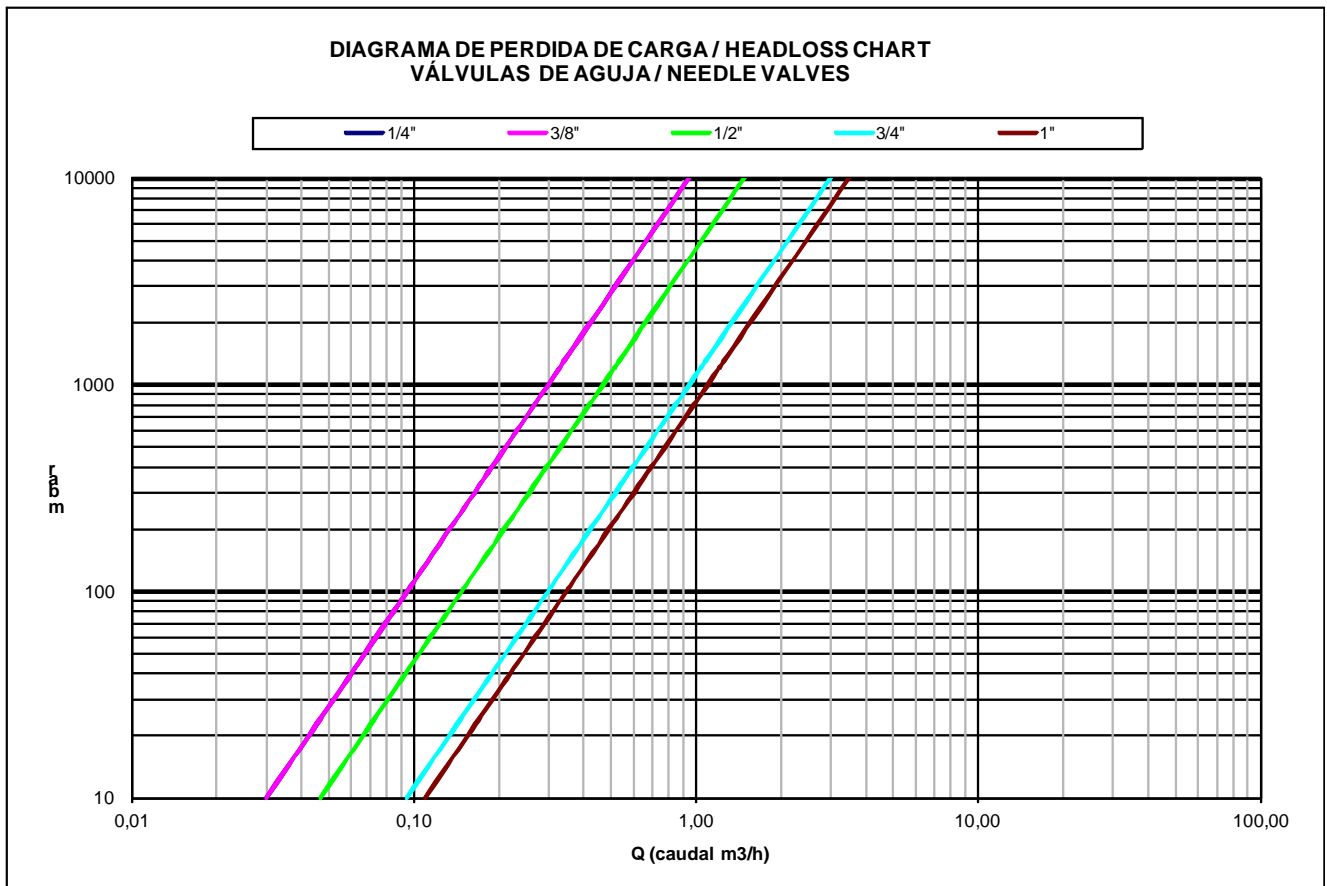 DIAGRAMA DE PERDIDA DE CARGA / HEADLOSS CHART
VÁLVULAS DE AGUJA / NEEDLE VALVES
1/4" 3/8" 1/2" 3/4" 1"
10000
1000
100
10
mbar
0,01 0,10 1,00 10,00 100,00
Q (caudal m3/h)